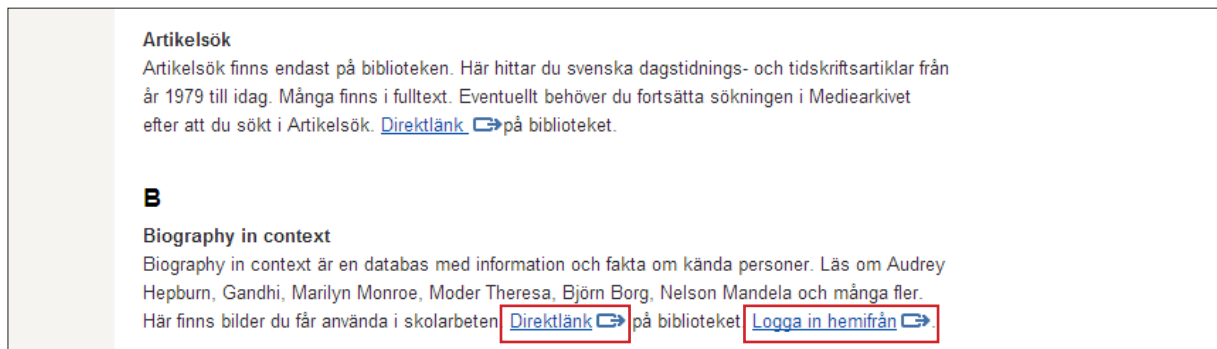 Artikelsök
Artikelsök finns endast på biblioteken. Här hittar du svenska dagstidnings- och tidskriftsartiklar från
år 1979 till idag. Många finns i fulltext. Eventuellt behöver du fortsätta sökningen i Mediearkivet
efter att du sökt i Artikelsök. Direktlänk på biblioteket.
B
Biography in context
Biography in context är en databas med information och fakta om kända personer. Läs om Audrey
Hepburn, Gandhi, Marilyn Monroe, Moder Theresa, Björn Borg, Nelson Mandela och många fler.
Här finns bilder du får använda i skolarbeten. Direktlänk på biblioteket. Logga in hemifrån.